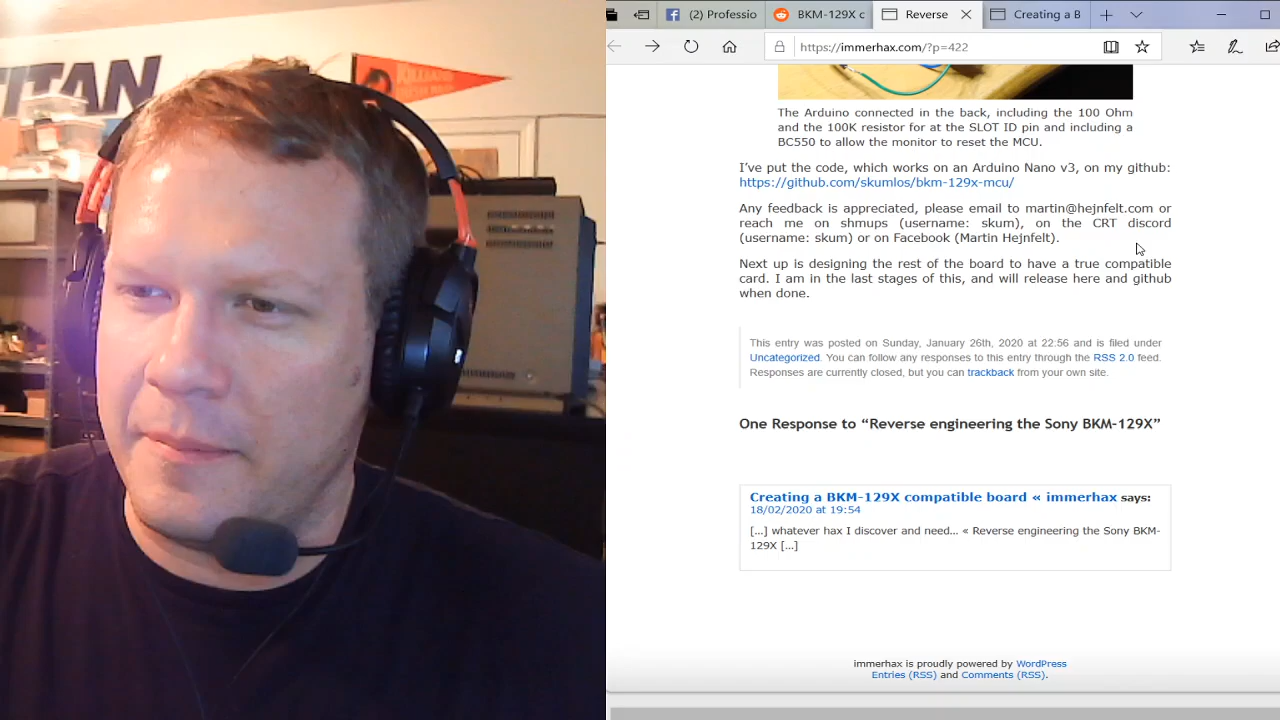 TITAN
(7) Professio
BKM-129X c
Reverse
Creating a B
https://immerhax.com/?p=422
The Arduino connected in the back, including the 100 Ohm
and the 100K resistor for at the SLOT ID pin and including a
BC550 to allow the monitor to reset the MCU.
I've put the code, which works on an Arduino Nano v3, on my github:
https://github.com/skumlos/bkm-129x-mcu/
Any feedback is appreciated, please email to martin@hejnfelt.com or
reach me on shmups (username: skum), on the CRT discord
(username: skum) or on Facebook (Martin Hejnfelt).
Next up is designing the rest of the board to have a true compatible
card. I am in the last stages of this, and will release here and github
when done.
This entry was posted on Sunday, January 26th, 2020 at 22:56 and is filed under
Uncategorized. You can follow any responses to this entry through the RSS 2.0 feed.
Responses are currently closed, but you can trackback from your own site.
One Response to “Reverse engineering the Sony BKM-129X”
Creating a BKM-129X compatible board « immerhax says:
18/02/2020 at 19:54
[...] whatever hax I discover and need... « Reverse engineering the Sony BKM-
129X [...]
immerhax is proudly powered by WordPress
Entries (RSS) and Comments (RSS).